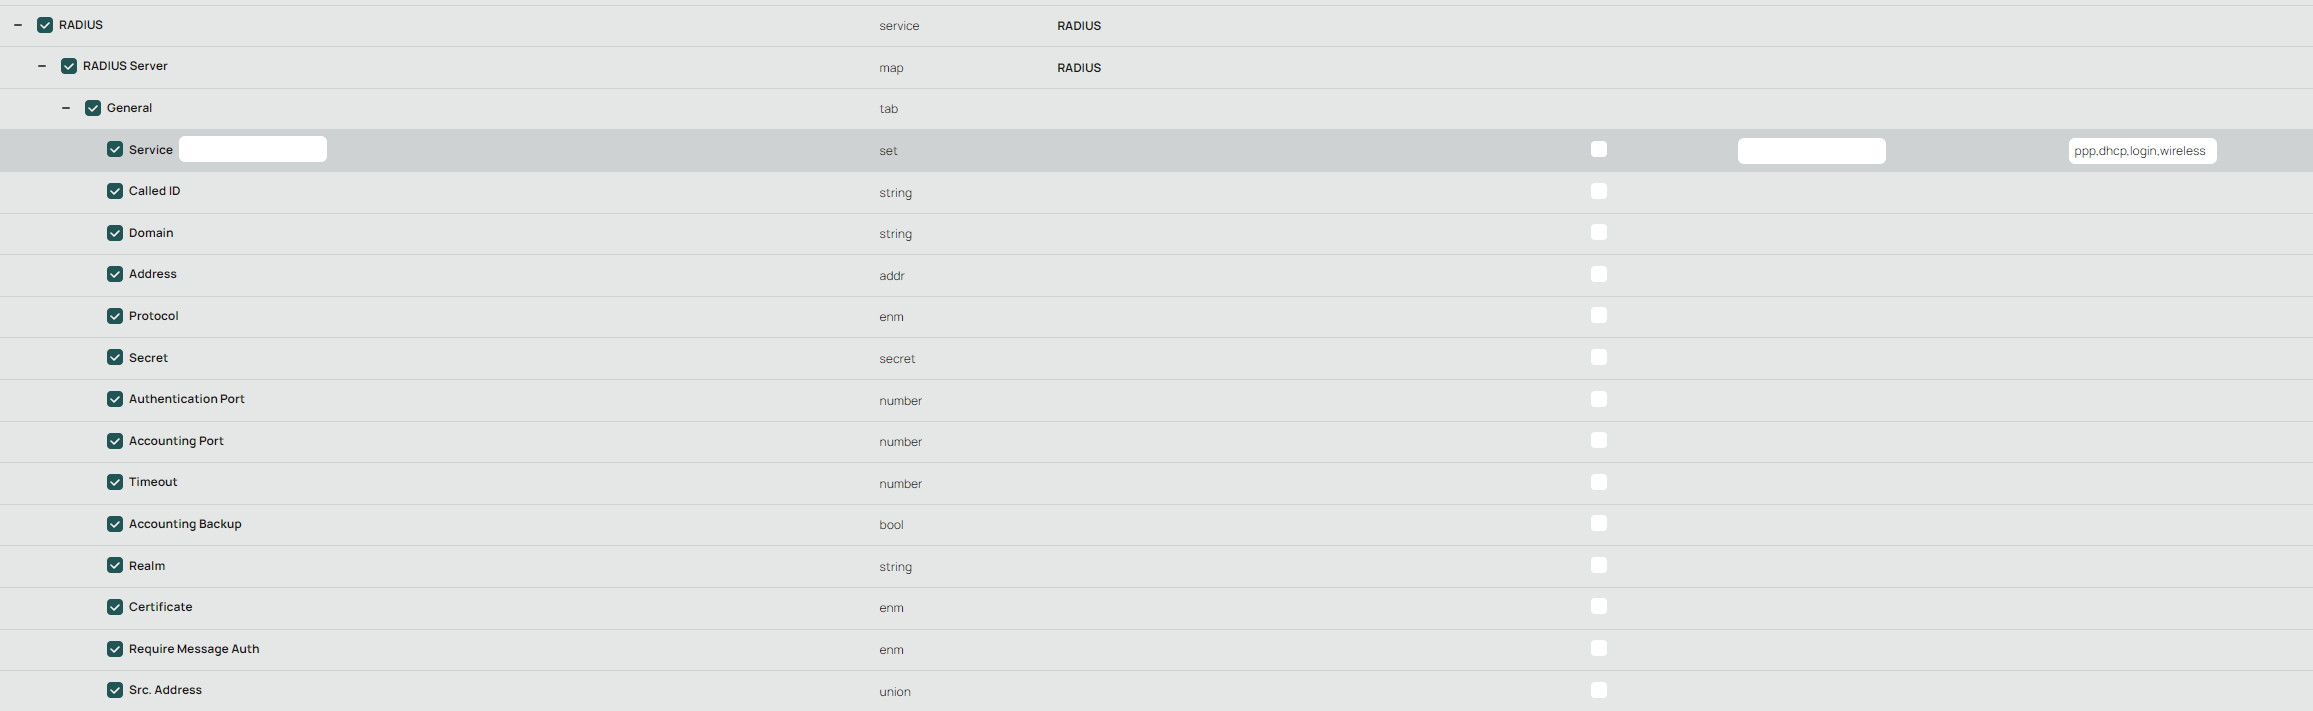 RADIUS service RADIUS
RADIUS Server map RADIUS
General tab
Service set ppp,dhcp,login,wireless
Called ID string
Domain string
Address addr
Protocol enm
Secret secret
Authentication Port number
Accounting Port number
Timeout number
Accounting Backup bool
Realm string
Certificate enm
Require Message Auth enm
Src. Address union